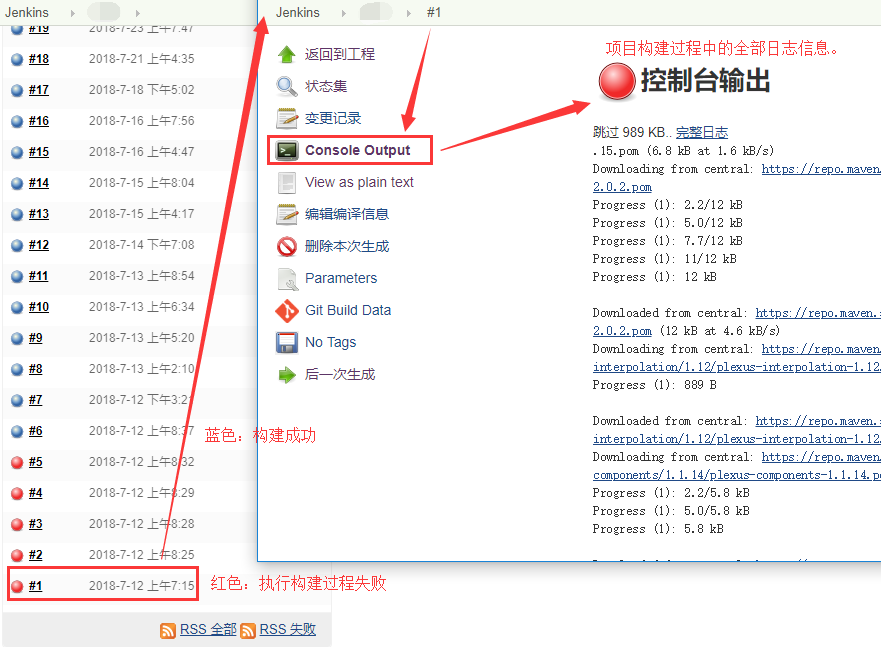 Jenkins
#19 2018-7-23 上午7:47
#18 2018-7-21 上午4:35
#17 2018-7-18 下午5:02
#16 2018-7-16 上午7:56
#15 2018-7-16 上午4:47
#14 2018-7-15 上午8:04
#13 2018-7-15 上午4:17
#12 2018-7-14 下午7:08
#11 2018-7-13 上午8:54
#10 2018-7-13 上午6:34
#9 2018-7-13 上午5:20
#8 2018-7-13 上午2:10
#7 2018-7-12 下午3:21
#6 2018-7-12 上午8:37
#5 2018-7-12 上午8:32
#4 2018-7-12 上午8:29
#3 2018-7-12 上午8:28
#2 2018-7-12 上午8:25
#1 2018-7-12 上午7:15
蓝色：构建成功
红色：执行构建过程失败
RSS 全部 RSS 失败
Jenkins #1
返回到工程
状态集
变更记录
Console Output
View as plain text
编辑编译信息
删除本次生成
Parameters
Git Build Data
No Tags
后一次生成
项目构建过程中的全部日志信息。
控制台输出
跳过 989 KB.. 完整日志
.15.pom (6.8 kB at 1.6 kB/s)
Downloading from central: https://repo.maven.
2.0.2.pom
Progress (1): 2.2/12 kB
Progress (1): 5.0/12 kB
Progress (1): 7.7/12 kB
Progress (1): 11/12 kB
Progress (1): 12 kB
Downloaded from central: https://repo.maven.
2.0.2.pom (12 kB at 4.6 kB/s)
Downloading from central: https://repo.maven.
interpolation/1.12/plexus-interpolation-1.12.
Progress (1): 889 B
Downloaded from central: https://repo.maven.
interpolation/1.12/plexus-interpolation-1.12.
Downloading from central: https://repo.maven.
components/1.1.14/plexus-components-1.1.14.po
Progress (1): 2.2/5.8 kB
Progress (1): 5.0/5.8 kB
Progress (1): 5.8 kB